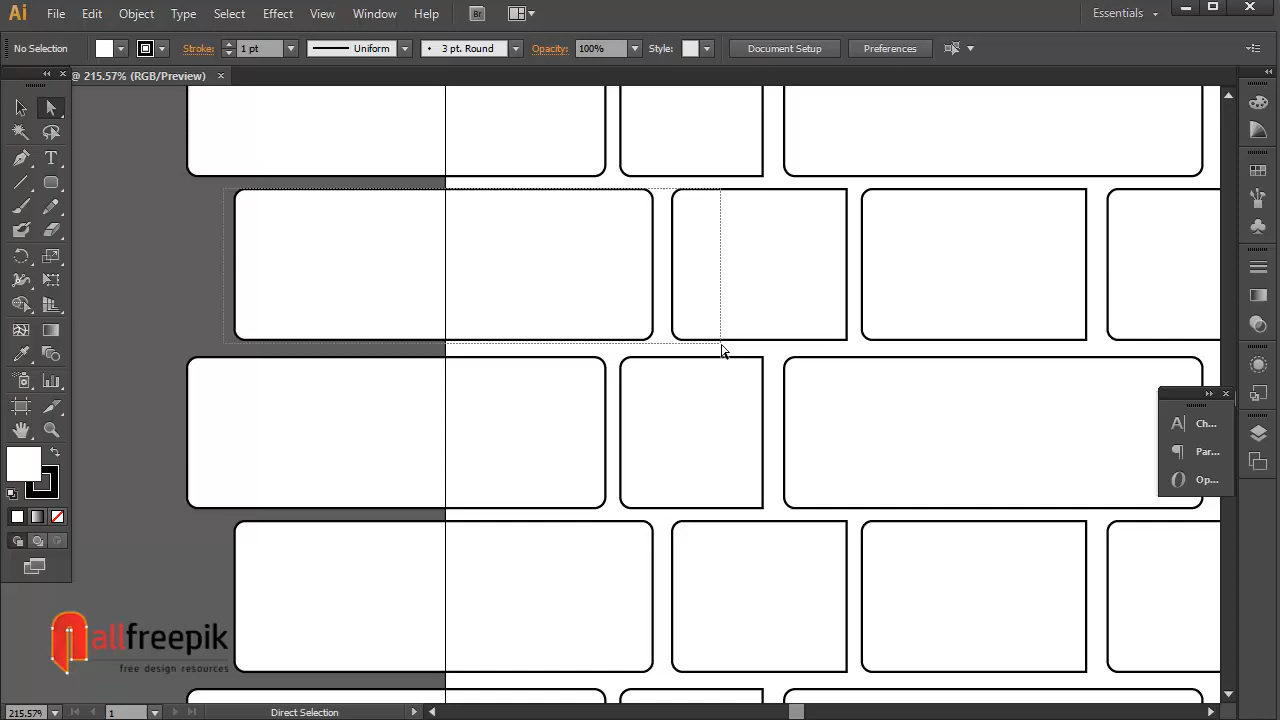 Ai File Edit Object Type Select Effect View Window Help Br Essentials
No Selection Stroke: 1 pt Uniform 3 pt. Round Opacity: 100% Style: Document Setup Preferences
@ 215.57% (RGB/Preview)
Ch...
Par...
Op...
allfreepik
free design resources
215.57% 1 Direct Selection